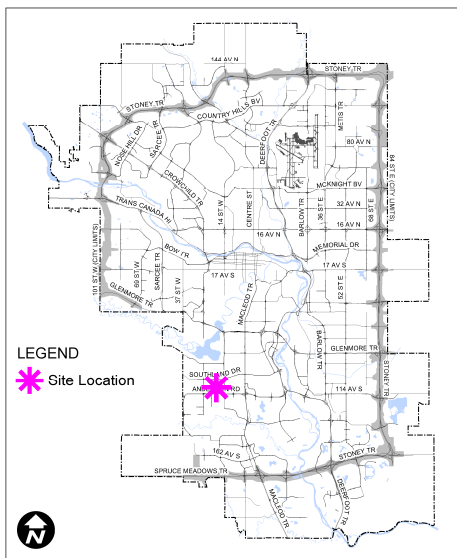 144 AV N
STONEY TR
STONEY TR
COUNTRY HILLS BV
METIS TR
NOSE HILL DR
SARCEE TR
DEERFOOT TR
80 AV N
CROWCHILD TR
MCKNIGHT BV
84 ST E (CITY LIMITS)
14 ST W
CENTRE ST
BARLOW TR
36 ST E
32 AV N
68 ST E
TRANS CANADA HI
16 AV N
16 AV N
101 ST W (CITY LIMITS)
BOW TR
MEMORIAL DR
69 ST W
SARCEE TR
37 ST W
17 AV S
17 AV S
52 ST E
GLENMORE TR
MACLEOD TR
BARLOW TR
GLENMORE TR
LEGEND
Site Location
SOUTHLAND DR
STONEY TR
RD
114 AV S
162 AV S
STONEY TR
SPRUCE MEADOWS TR
MACLEOD TR
DEERFOOT TR
N